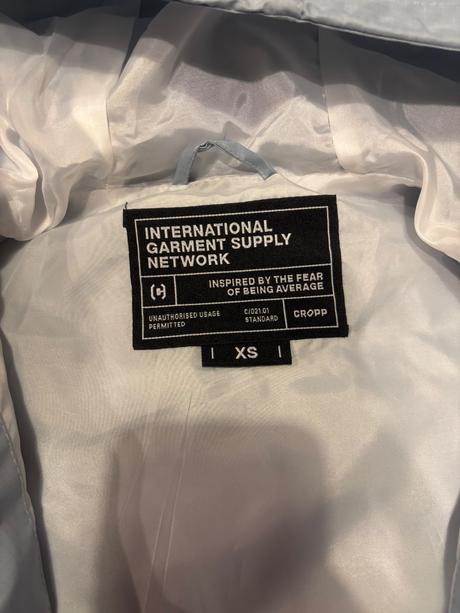 INTERNATIONAL
GARMENT SUPPLY
NETWORK
(C)
INSPIRED BY THE FEAR
OF BEING AVERAGE
UNAUTHORISED USAGE
PERMITTED
C/021.01
STANDARD
CROPP
XS